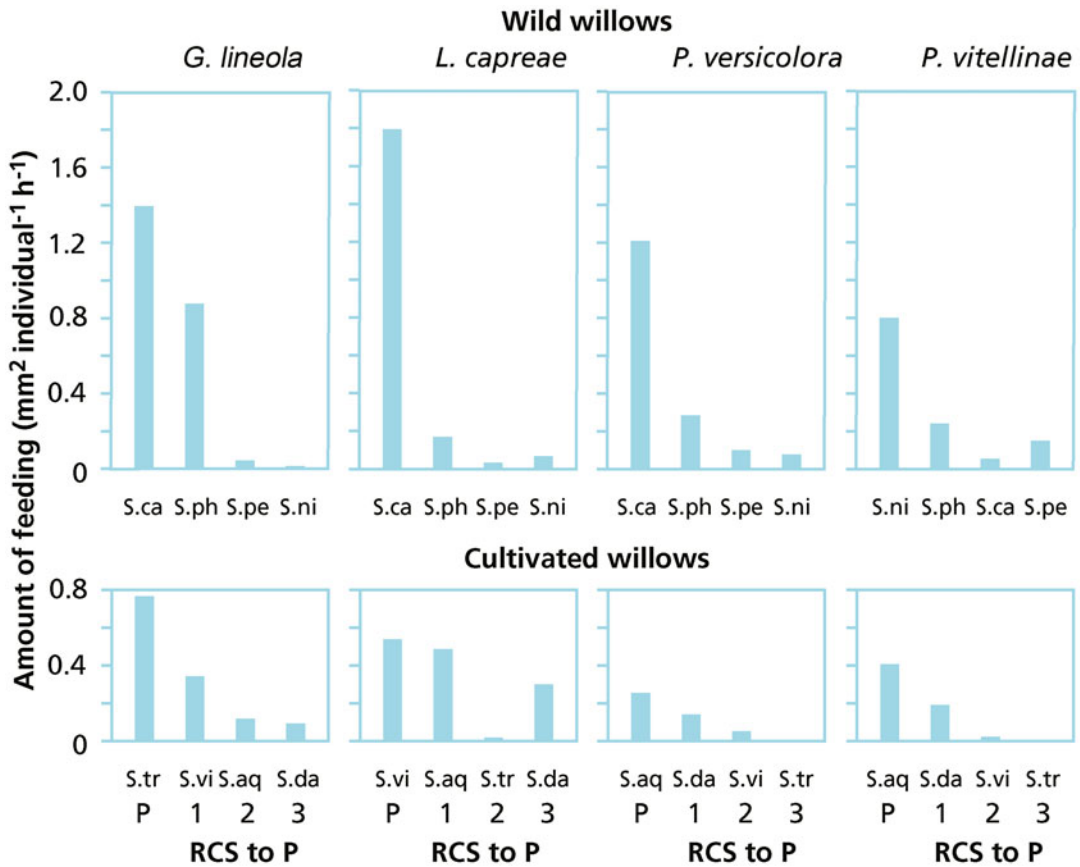 Wild willows
G. lineola L. capreae P. versicolora P. vitellinae
Amount of feeding (mm² individual⁻¹ h⁻¹)
2.0
1.6
1.2
0.8
0.4
0
S.ca S.ph S.pe S.ni S.ca S.ph S.pe S.ni S.ca S.ph S.pe S.ni S.ni S.ph S.ca S.pe
Cultivated willows
0.8
0.4
0
S.tr S.vi S.aq S.da S.vi S.aq S.tr S.da S.aq S.da S.vi S.tr S.aq S.da S.vi S.tr
P 1 2 3 P 1 2 3 P 1 2 3 P 1 2 3
RCS to P RCS to P RCS to P RCS to P